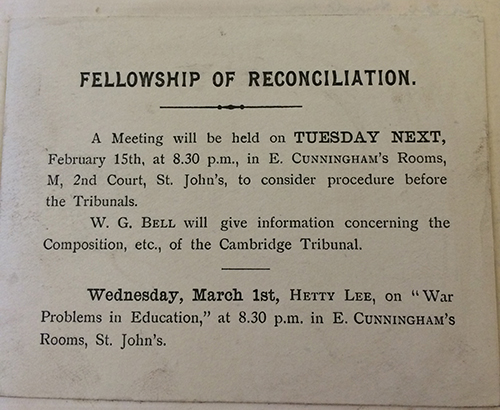 FELLOWSHIP OF RECONCILIATION.
A Meeting will be held on TUESDAY NEXT,
February 15th, at 8.30 p.m., in E. CUNNINGHAM'S Rooms,
M, 2nd Court, St. John's, to consider procedure before
the Tribunals.
W. G. BELL will give information concerning the
Composition, etc., of the Cambridge Tribunal.
Wednesday, March 1st, HETTY LEE, on "War
Problems in Education," at 8.30 p.m. in E. CUNNINGHAM'S
Rooms, St. John's.